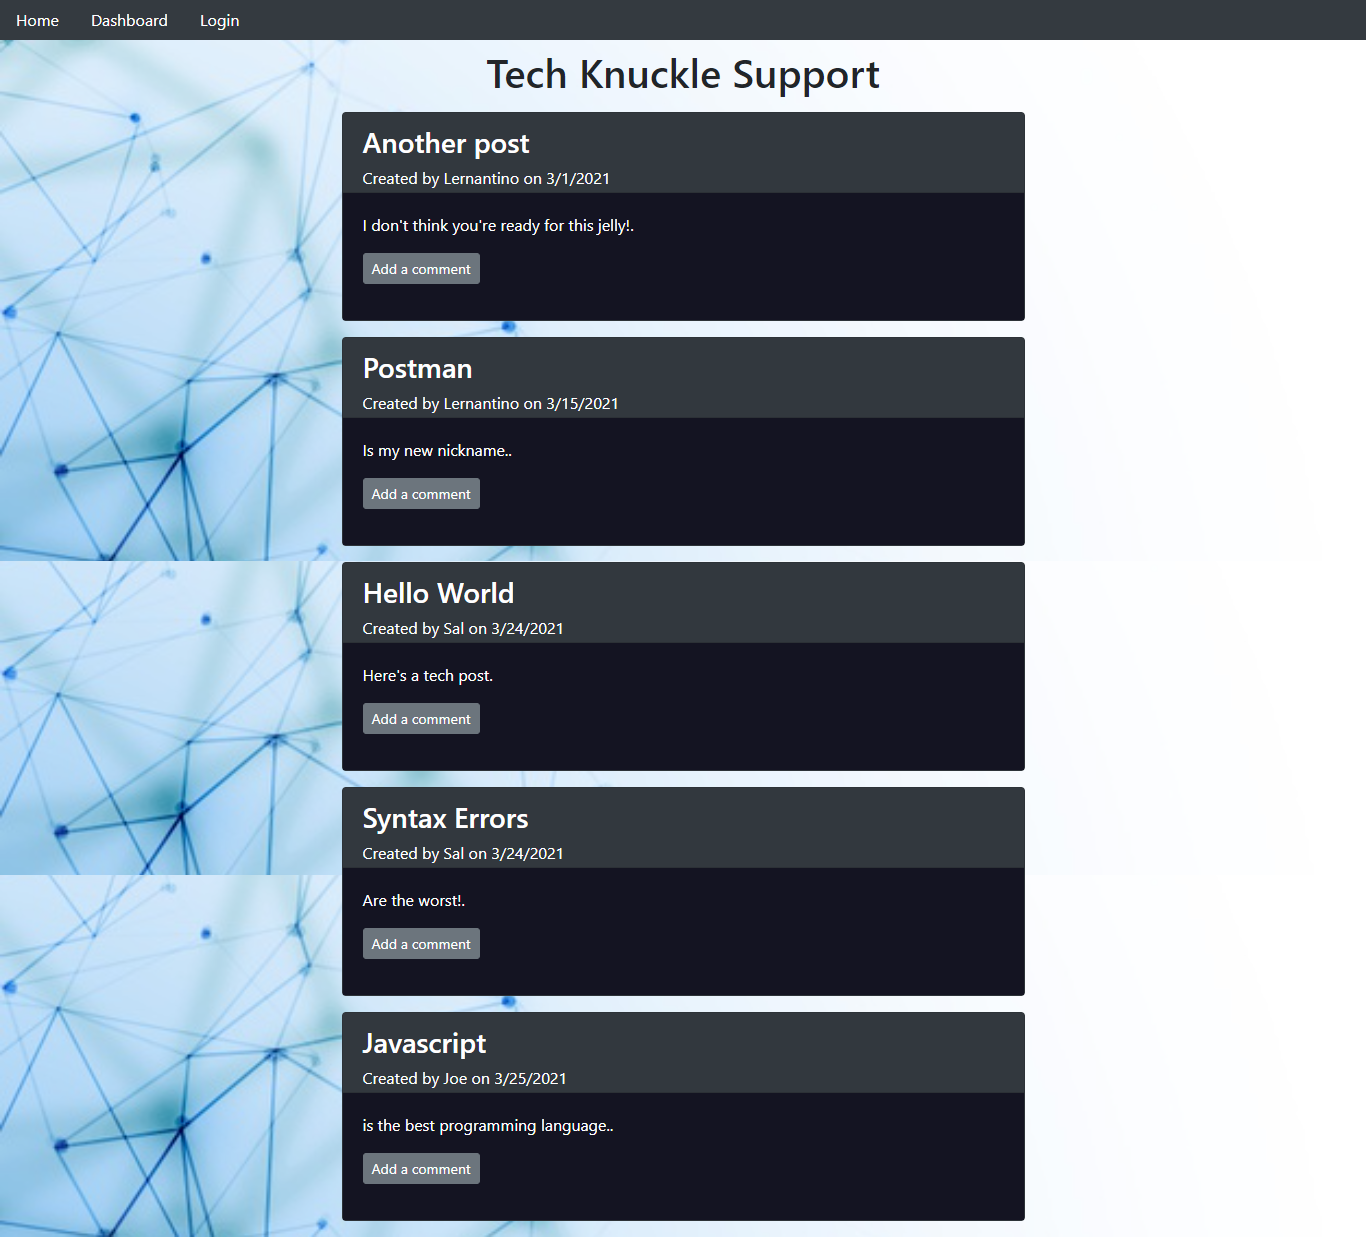 Home Dashboard Login
Tech Knuckle Support
Another post
Created by Lernantino on 3/1/2021
I don't think you're ready for this jelly!.
Add a comment
Postman
Created by Lernantino on 3/15/2021
Is my new nickname..
Add a comment
Hello World
Created by Sal on 3/24/2021
Here's a tech post.
Add a comment
Syntax Errors
Created by Sal on 3/24/2021
Are the worst!.
Add a comment
Javascript
Created by Joe on 3/25/2021
is the best programming language..
Add a comment